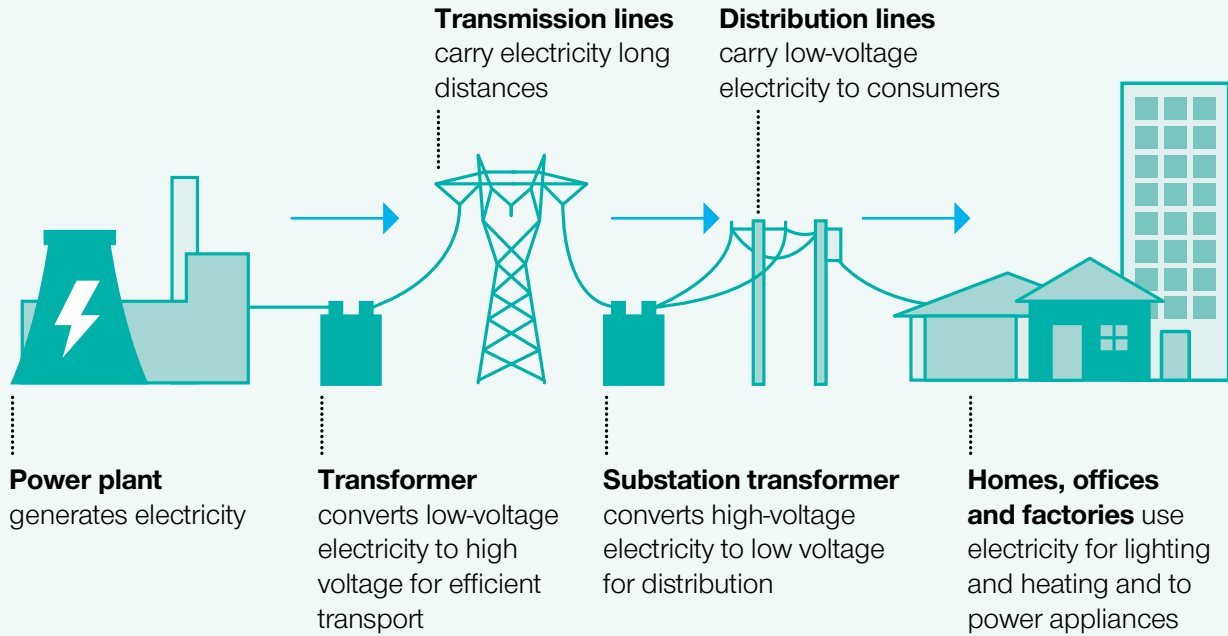 Transmission lines
carry electricity long
distances
Distribution lines
carry low-voltage
electricity to consumers
Power plant
generates electricity
Transformer
converts low-voltage
electricity to high
voltage for efficient
transport
Substation transformer
converts high-voltage
electricity to low voltage
for distribution
Homes, offices
and factories use
electricity for lighting
and heating and to
power appliances